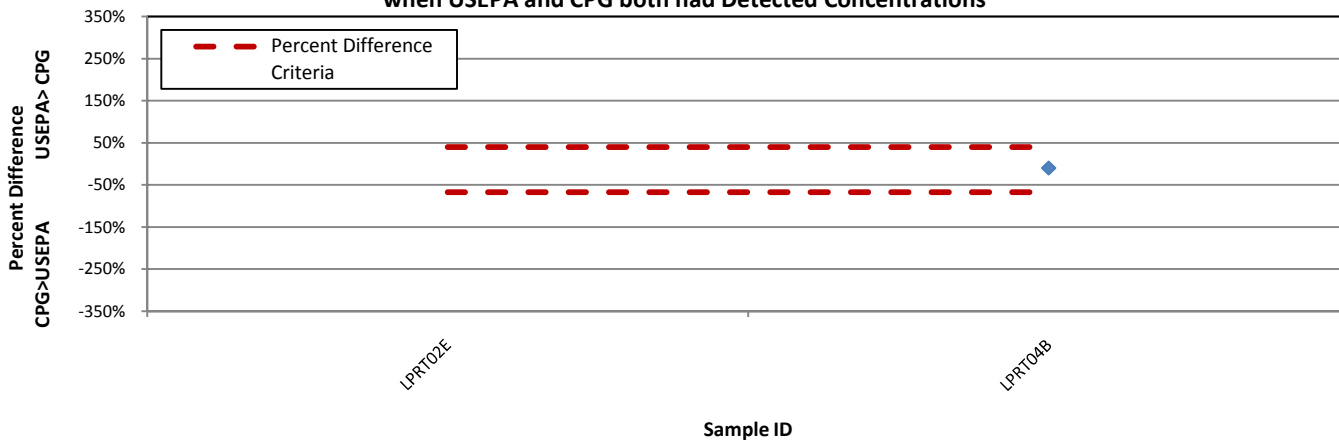 when USEPA and CPG both had Detected Concentrations
350%
250%
150%
50%
-50%
-150%
-250%
-350%
Percent Difference
Criteria
Percent Difference
CPG>USEPA USEPA> CPG
LPRT02E
LPRT04B
Sample ID